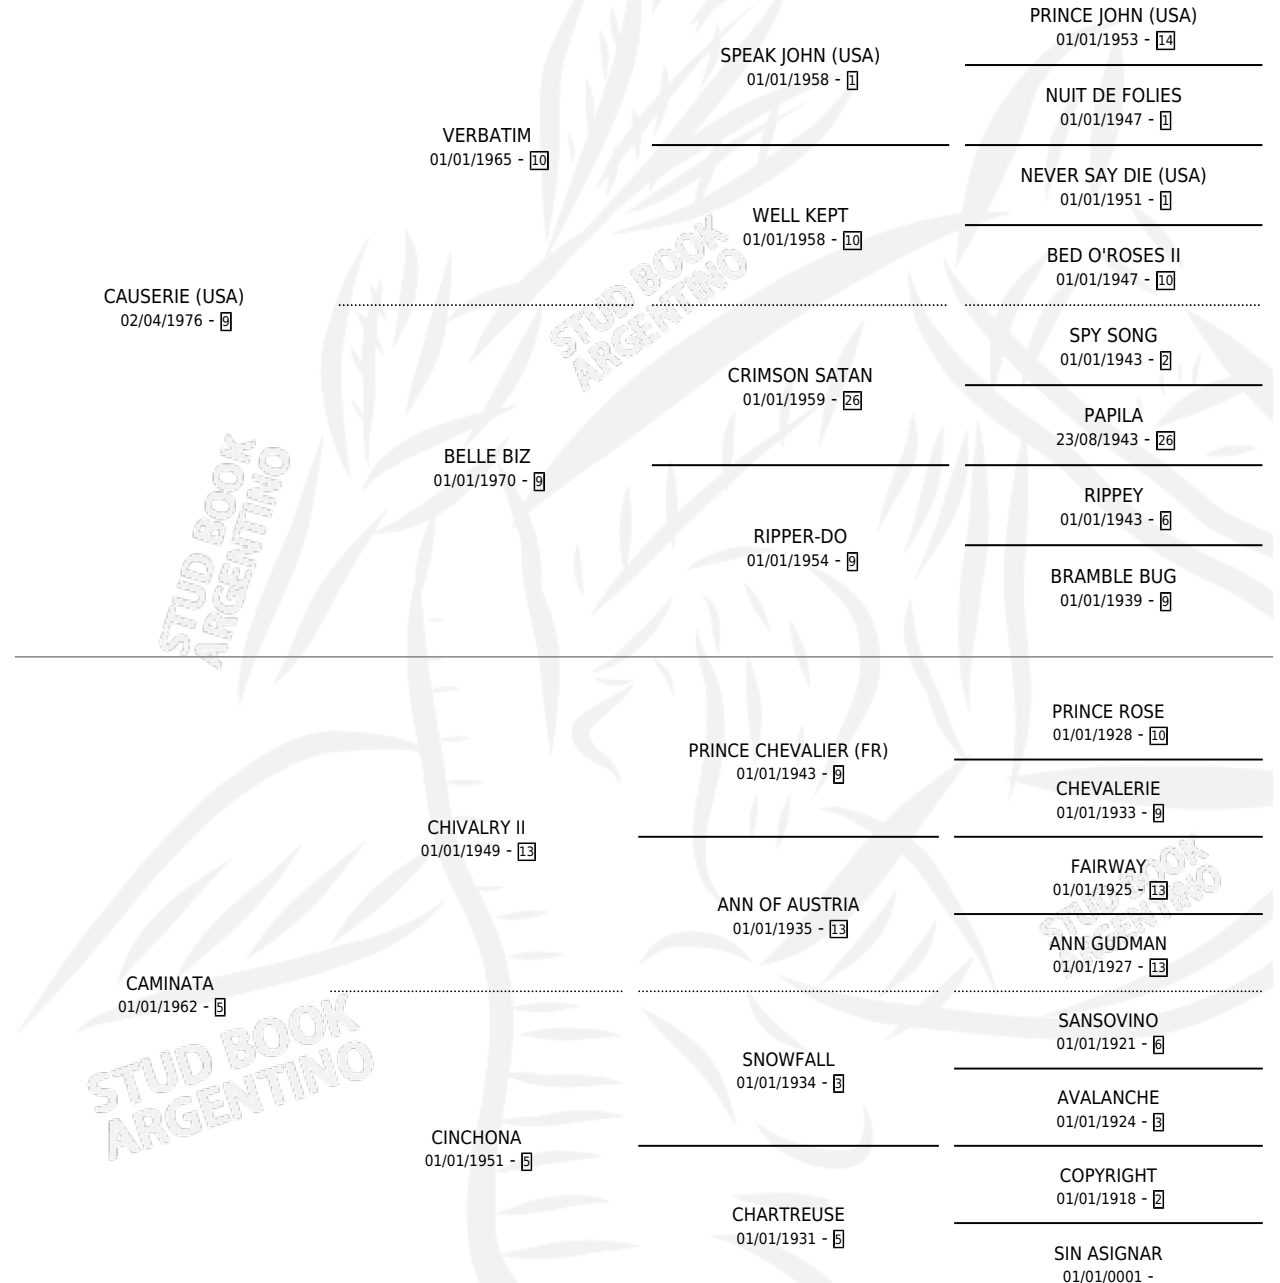 PRINCE JOHN (USA)
01/01/1953 - 14
SPEAK JOHN (USA)
01/01/1958 - 1
NUIT DE FOLIES
01/01/1947 - 1
VERBATIM
01/01/1965 - 10
NEVER SAY DIE (USA)
01/01/1951 - 1
WELL KEPT
01/01/1958 - 10
BED O'ROSES II
01/01/1947 - 10
CAUSERIE (USA)
02/04/1976 - 9
SPY SONG
01/01/1943 - 2
CRIMSON SATAN
01/01/1959 - 26
PAPILA
23/08/1943 - 26
BELLE BIZ
01/01/1970 - 9
RIPPEY
01/01/1943 - 6
RIPPER-DO
01/01/1954 - 9
BRAMBLE BUG
01/01/1939 - 9
PRINCE ROSE
01/01/1928 - 10
PRINCE CHEVALIER (FR)
01/01/1943 - 9
CHEVALERIE
01/01/1933 - 9
CHIVALRY II
01/01/1949 - 13
FAIRWAY
01/01/1925 - 13
ANN OF AUSTRIA
01/01/1935 - 13
ANN GUDMAN
01/01/1927 - 13
CAMINATA
01/01/1962 - 5
SANSOVINO
01/01/1921 - 6
SNOWFALL
01/01/1934 - 3
AVALANCHE
01/01/1924 - 3
CINCHONA
01/01/1951 - 5
COPYRIGHT
01/01/1918 - 2
CHARTREUSE
01/01/1931 - 5
SIN ASIGNAR
01/01/0001 -
STUD BOOK
ARGENTINO
STUD BOOK
ARGENTINO
STUD BOOK
ARGENTINO
STUD BOOK
ARGENTINO